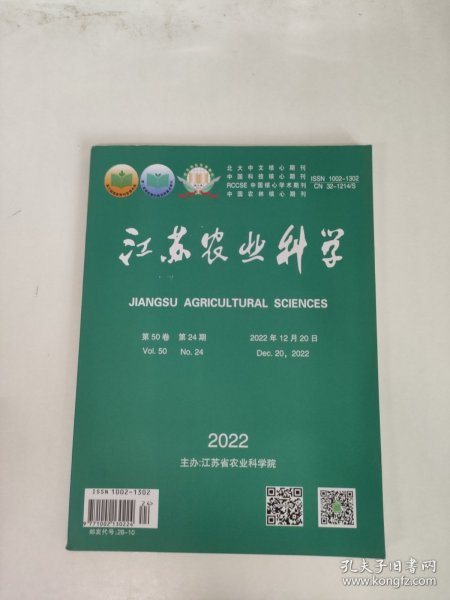 北大中文核心期刊
中国科技核心期刊
RCCSE 中国核心学术期刊
中国农林核心期刊
ISSN 1002-1302
CN 32-1214/S
江苏农业科学
JIANGSU AGRICULTURAL SCIENCES
第50卷 第24期
2022年12月20日
Vol. 50 No. 24
Dec. 20, 2022
2022
主办:江苏省农业科学院
ISSN 1002-1302
24
9 771002 130224
邮发代号:28-10
孔夫子旧书网
www.kongfz.com